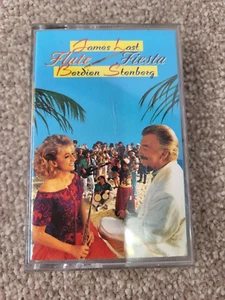 James Last
Flute Fiesta
Berdien Stenberg